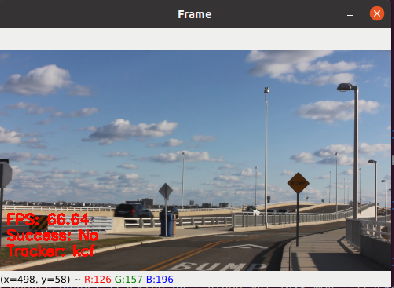 Frame
FPS: 66.64
Success: No
Tracker: kcf
(x=498, y=58) ~ R:126 G:157 B:196